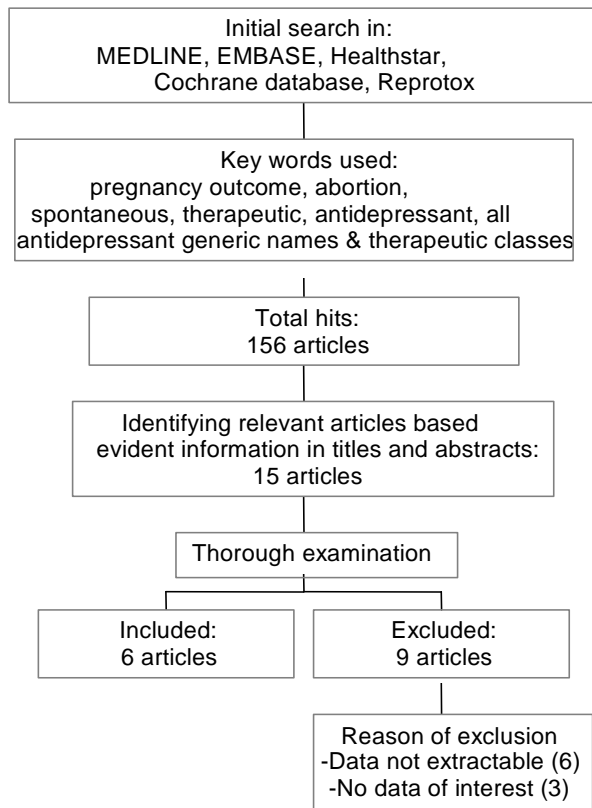 Initial search in:
MEDLINE, EMBASE, Healthstar,
Cochrane database, Reprotox
Key words used:
pregnancy outcome, abortion,
spontaneous, therapeutic, antidepressant, all
antidepressant generic names & therapeutic classes
Total hits:
156 articles
Identifying relevant articles based
evident information in titles and abstracts:
15 articles
Thorough examination
Included:
6 articles
Excluded:
9 articles
Reason of exclusion
-Data not extractable (6)
-No data of interest (3)